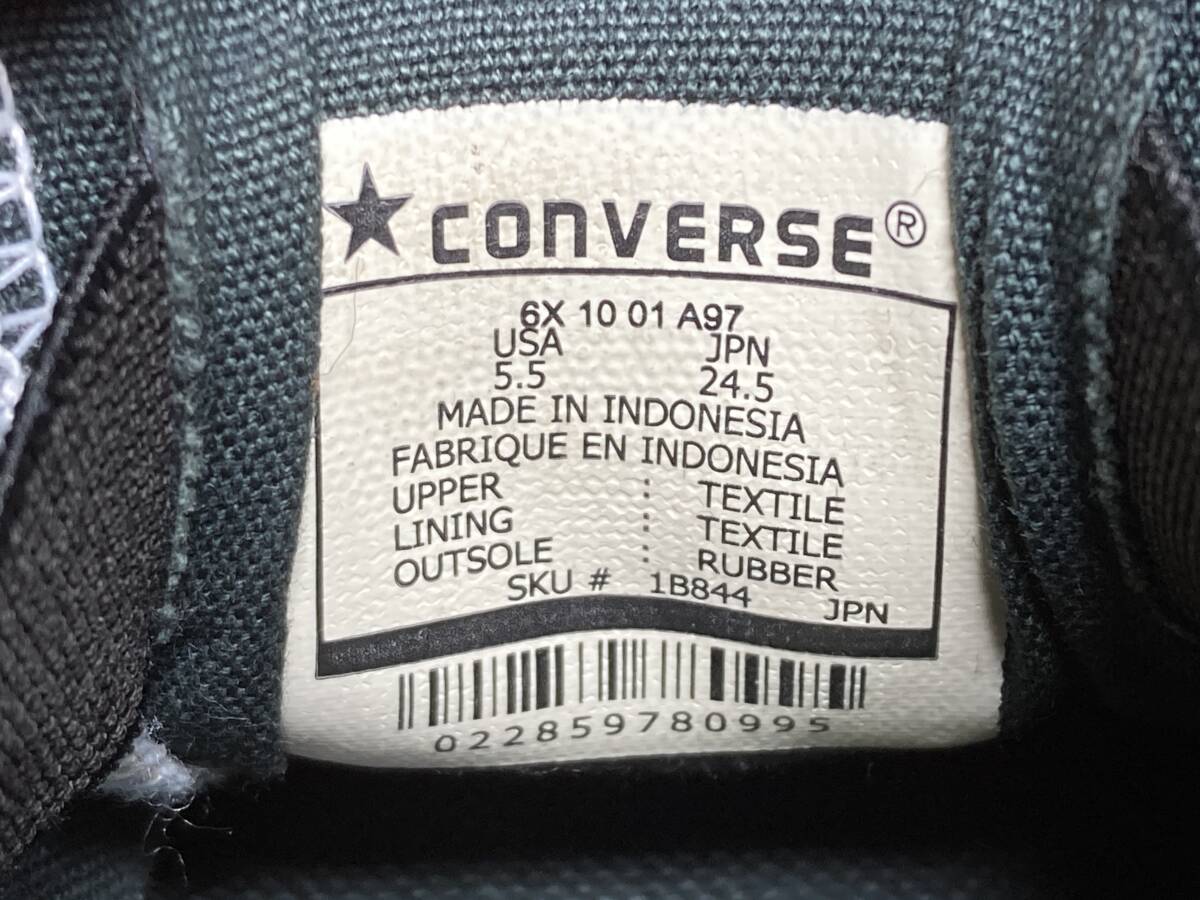 CONVERSE®
6X 10 01 A97
USA JPN
5.5 24.5
MADE IN INDONESIA
FABRIQUE EN INDONESIA
UPPER : TEXTILE
LINING : TEXTILE
OUTSOLE : RUBBER
SKU # 1B844 JPN
022859780995